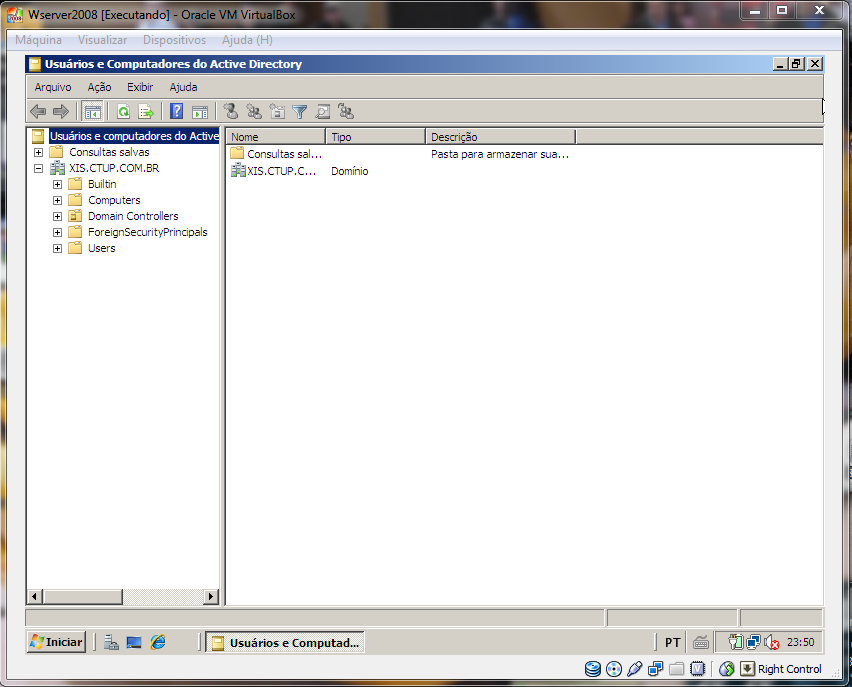 Wserver2008 [Executando] - Oracle VM VirtualBox
Máquina Visualizar Dispositivos Ajuda (H)
Usuários e Computadores do Active Directory
Arquivo Ação Exibir Ajuda
Usuários e computadores do Active
Consultas salvas
XIS.CTUP.COM.BR
Builtin
Computers
Domain Controllers
ForeignSecurityPrincipals
Users
Nome Tipo Descrição
Consultas sal... Pasta para armazenar sua...
XIS.CTUP.C... Domínio
Iniciar Usuários e Computad... PT 23:50
Right Control